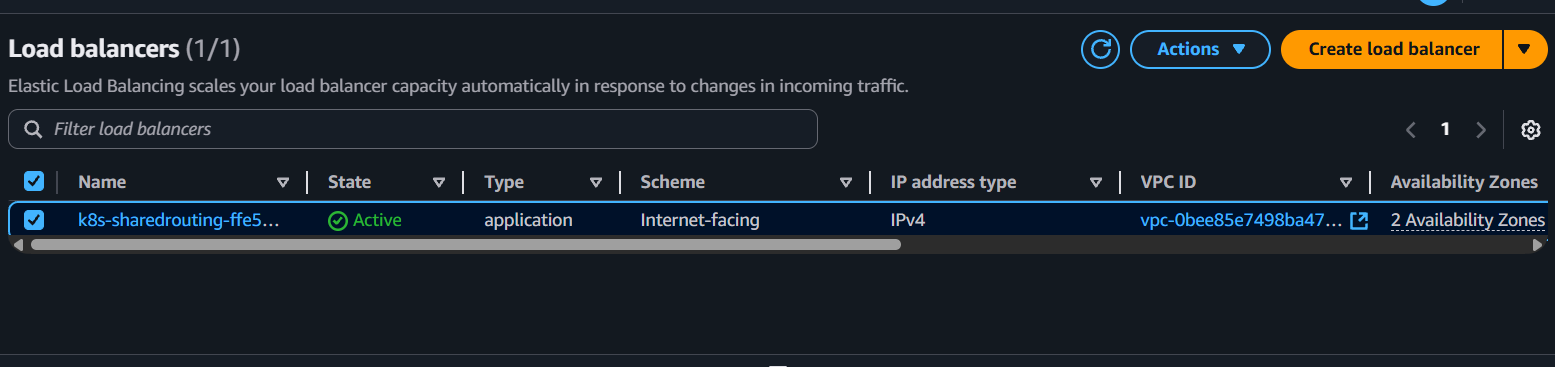 Load balancers (1/1)
Actions
Create load balancer
Elastic Load Balancing scales your load balancer capacity automatically in response to changes in incoming traffic.
Filter load balancers
1
Name State Type Scheme IP address type VPC ID Availability Zones
k8s-sharedrouting-ffe5... Active application Internet-facing IPv4 vpc-0bee85e7498ba47... 2 Availability Zones